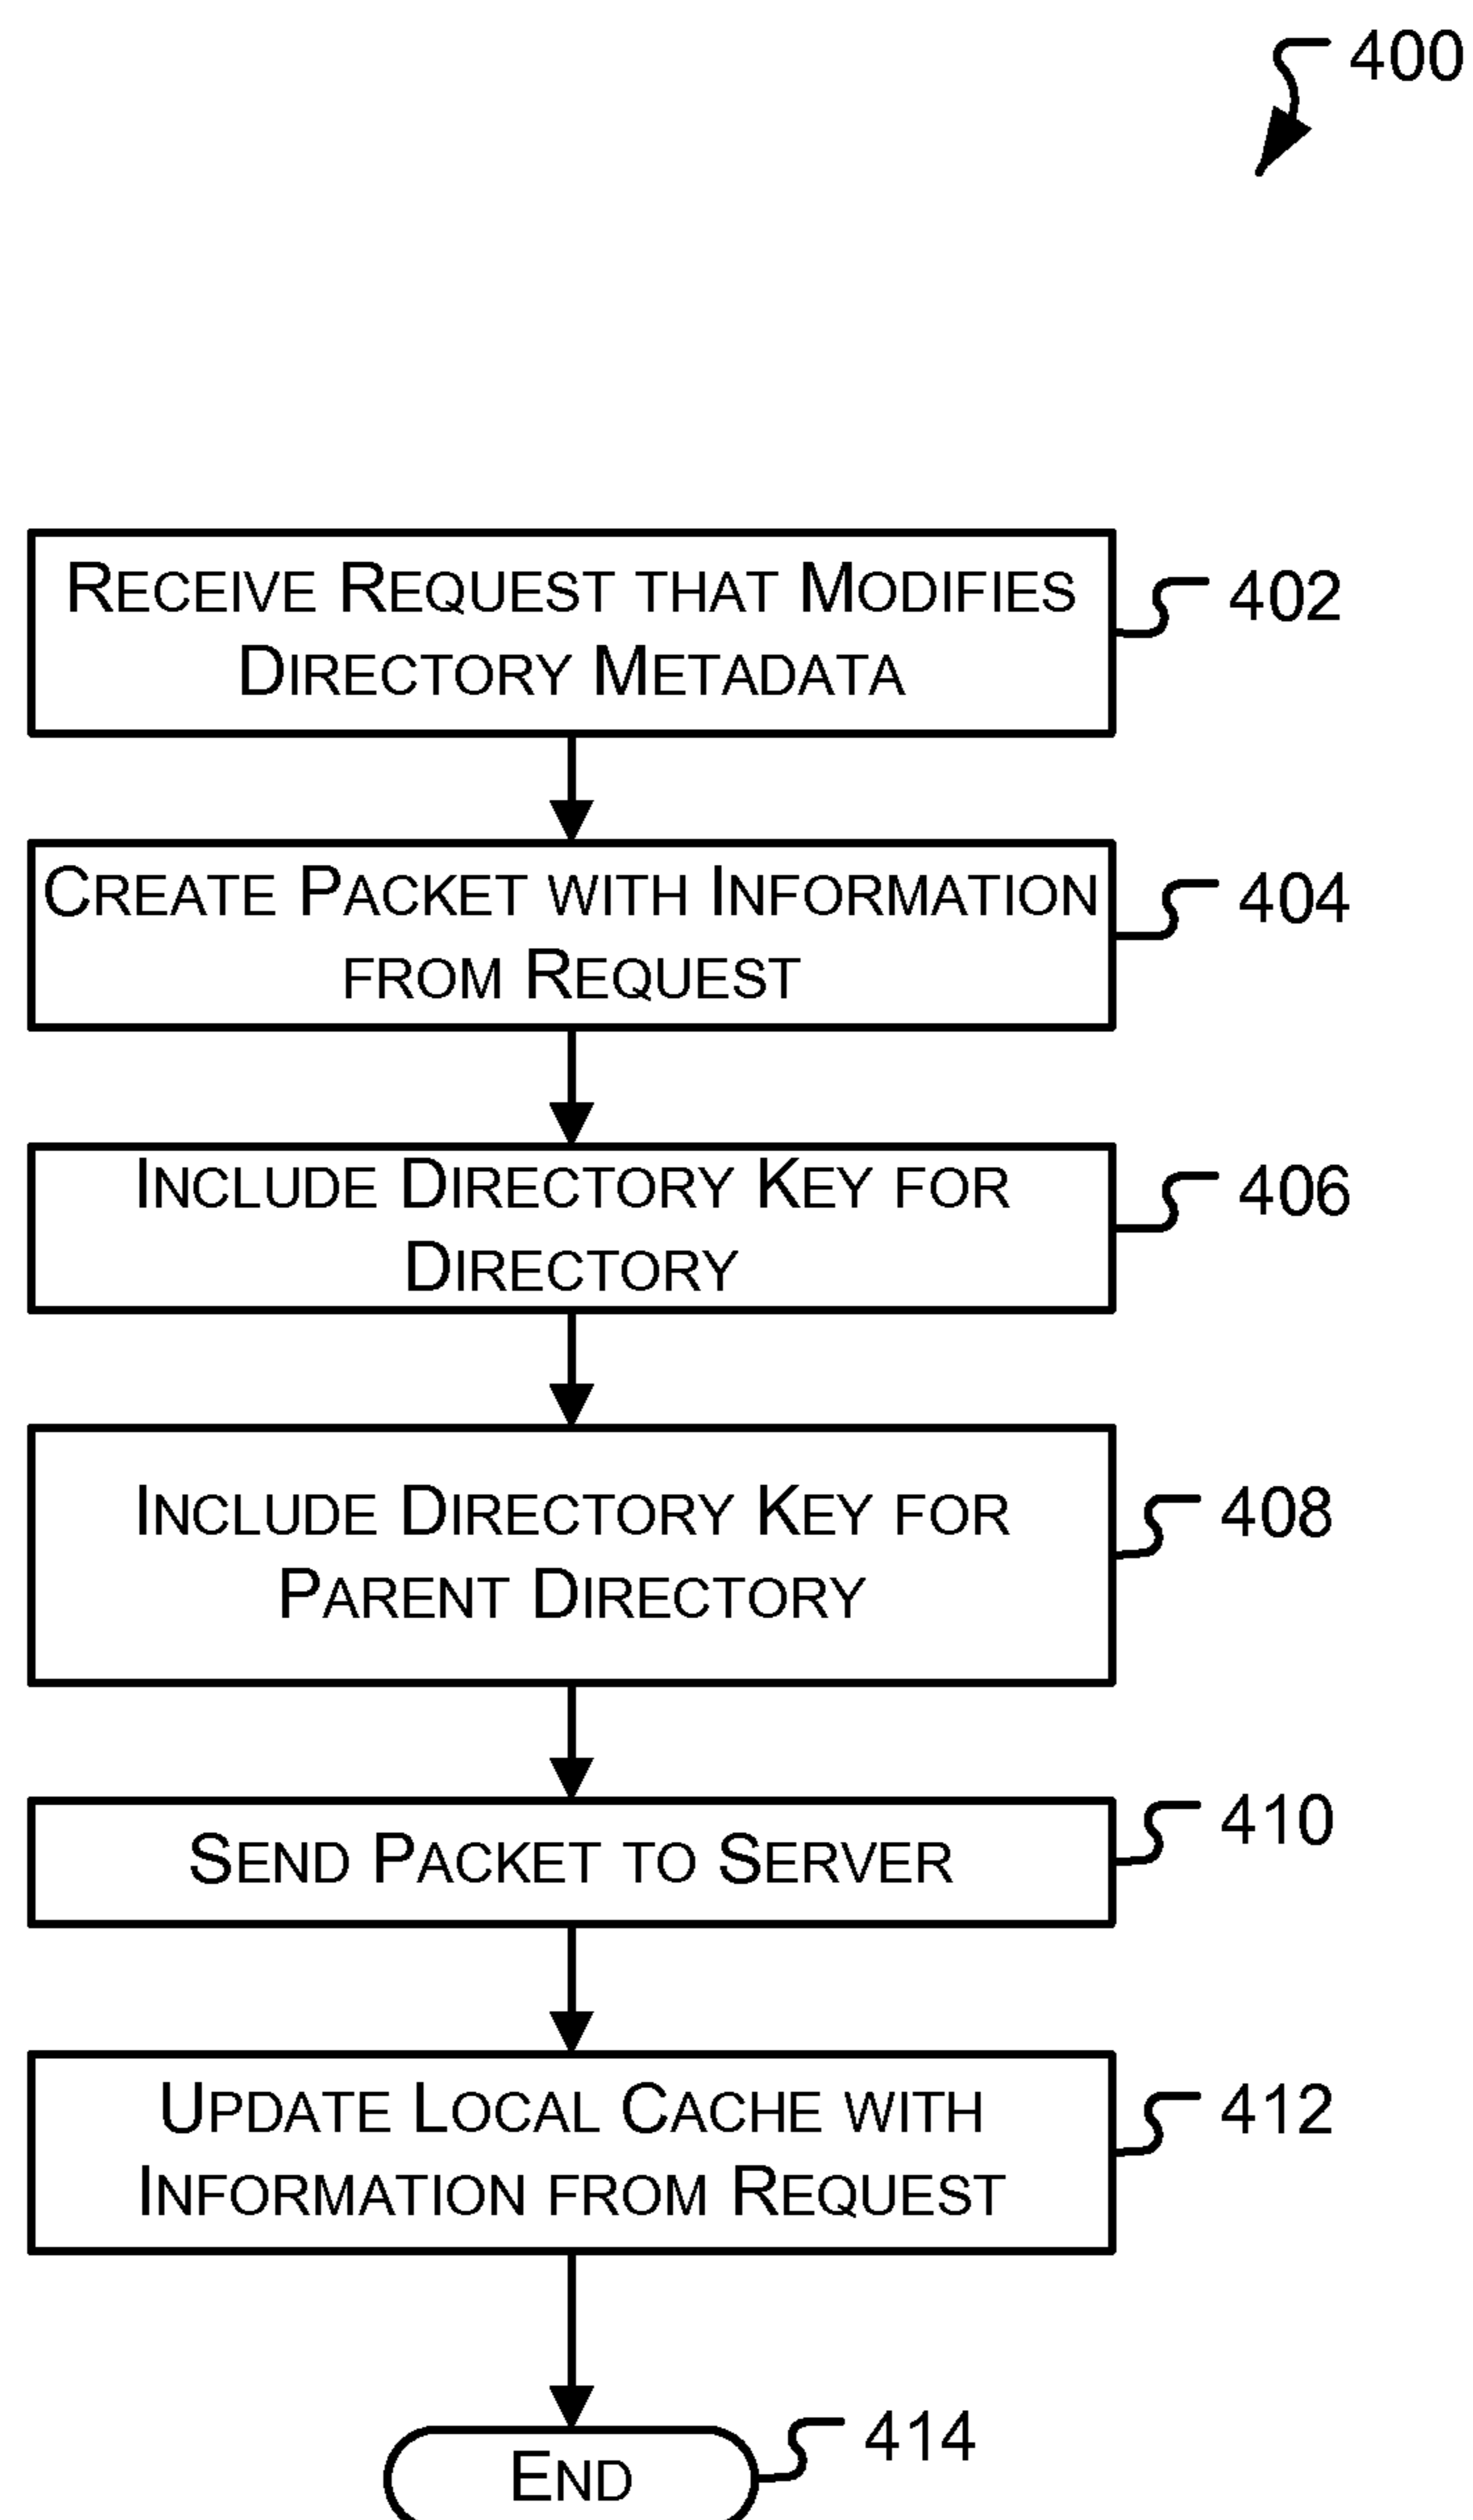 400
RECEIVE REQUEST THAT MODIFIES
DIRECTORY METADATA
402
CREATE PACKET WITH INFORMATION
FROM REQUEST
404
INCLUDE DIRECTORY KEY FOR
DIRECTORY
406
INCLUDE DIRECTORY KEY FOR
PARENT DIRECTORY
408
SEND PACKET TO SERVER
410
UPDATE LOCAL CACHE WITH
INFORMATION FROM REQUEST
412
END
414